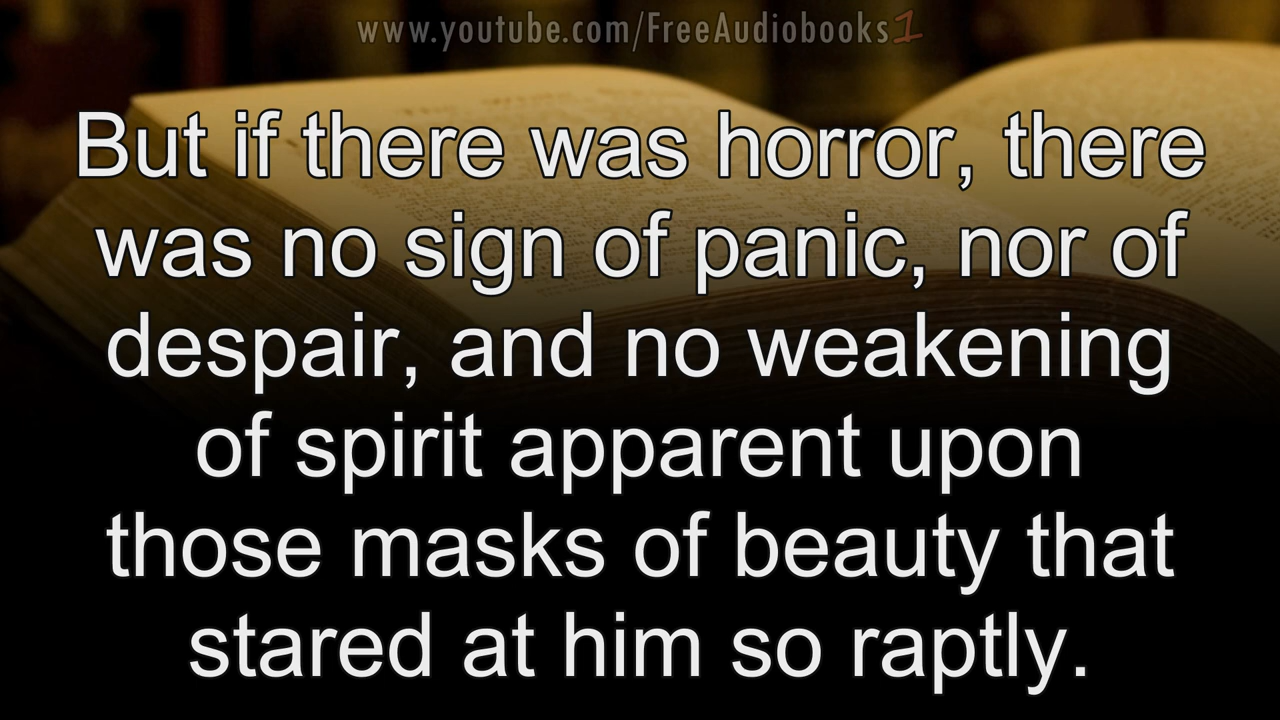 www.youtube.com/FreeAudiobooks1
But if there was horror, there
was no sign of panic, nor of
despair, and no weakening
of spirit apparent upon
those masks of beauty that
stared at him so raptly.